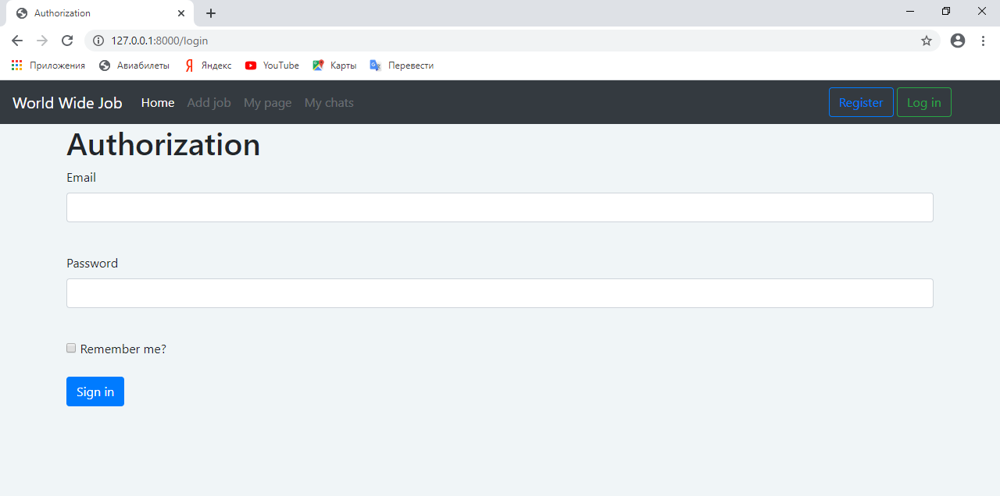 Authorization
127.0.0.1:8000/login
Приложения Авиабилеты Яндекс YouTube Карты Перевести
World Wide Job Home Add job My page My chats Register Log in
Authorization
Email
Password
Remember me?
Sign in